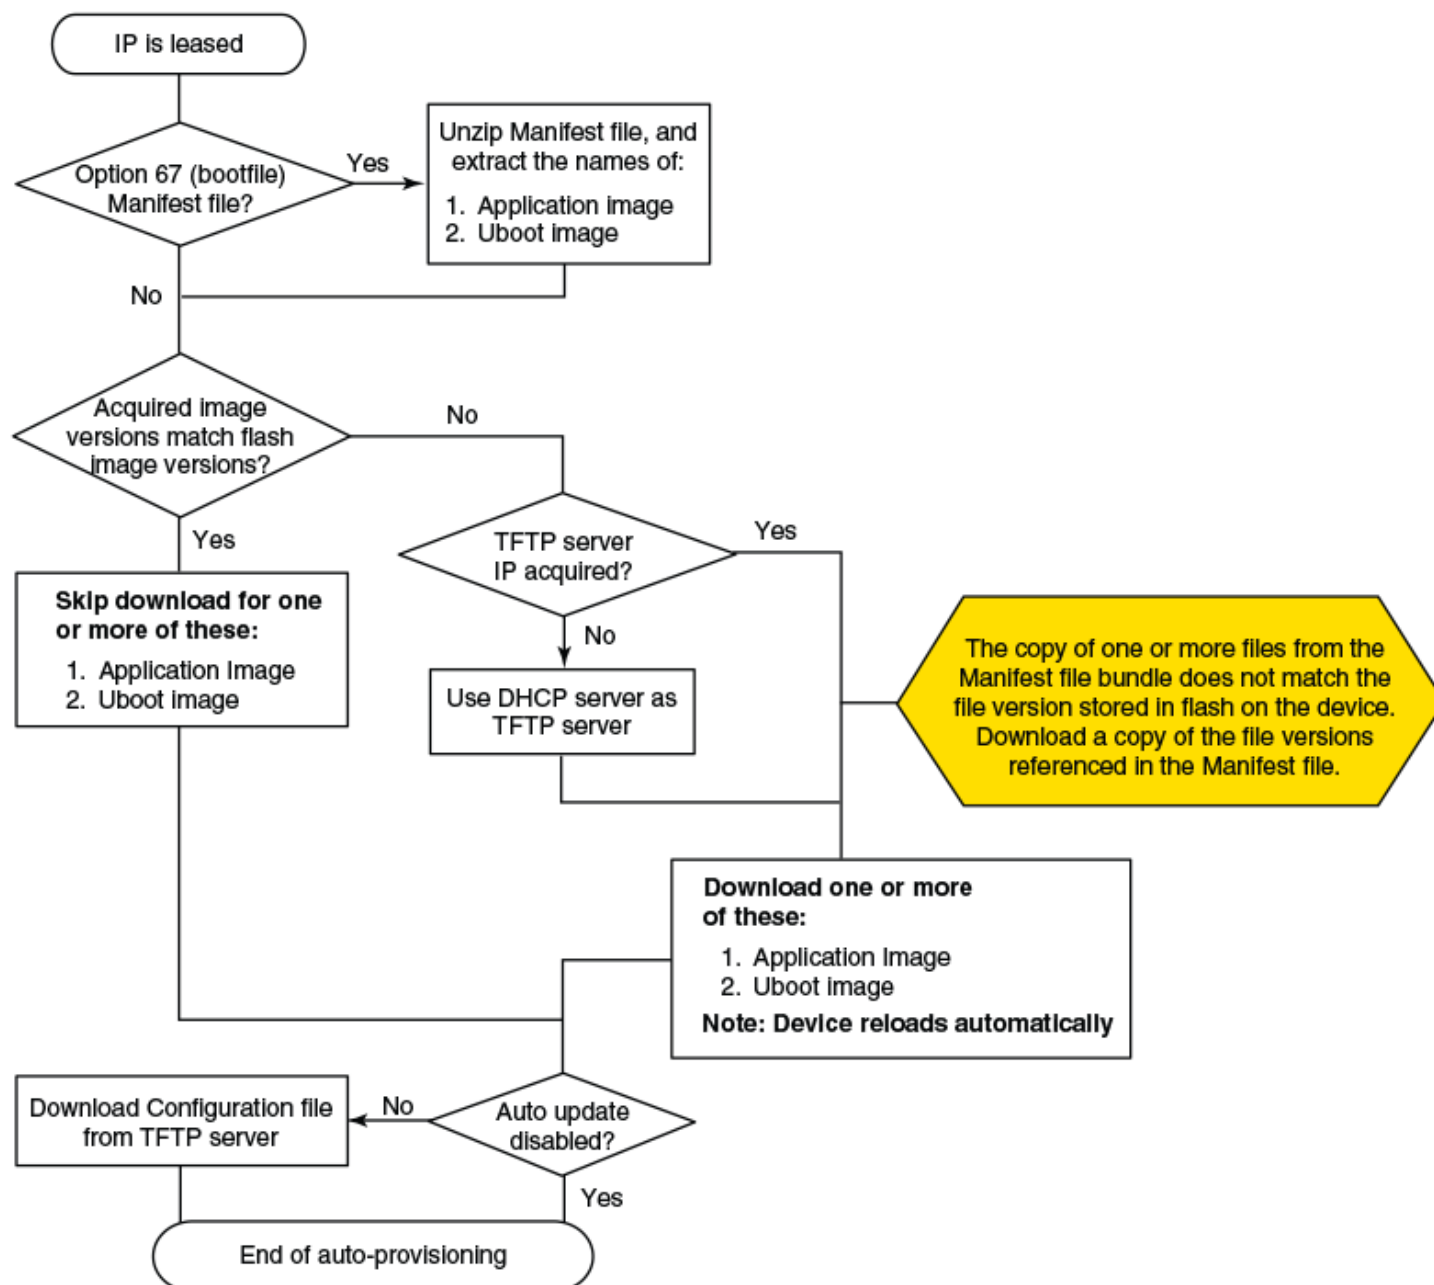 IP is leased
Option 67 (bootfile)
Manifest file?
Yes
Unzip Manifest file, and
extract the names of:
1. Application image
2. Uboot image
No
Acquired image
versions match flash
image versions?
No
Yes
TFTP server
IP acquired?
Yes
No
Skip download for one
or more of these:
1. Application Image
2. Uboot image
Use DHCP server as
TFTP server
The copy of one or more files from the
Manifest file bundle does not match the
file version stored in flash on the device.
Download a copy of the file versions
referenced in the Manifest file.
Download one or more
of these:
1. Application Image
2. Uboot image
Note: Device reloads automatically
Auto update
disabled?
No
Download Configuration file
from TFTP server
Yes
End of auto-provisioning